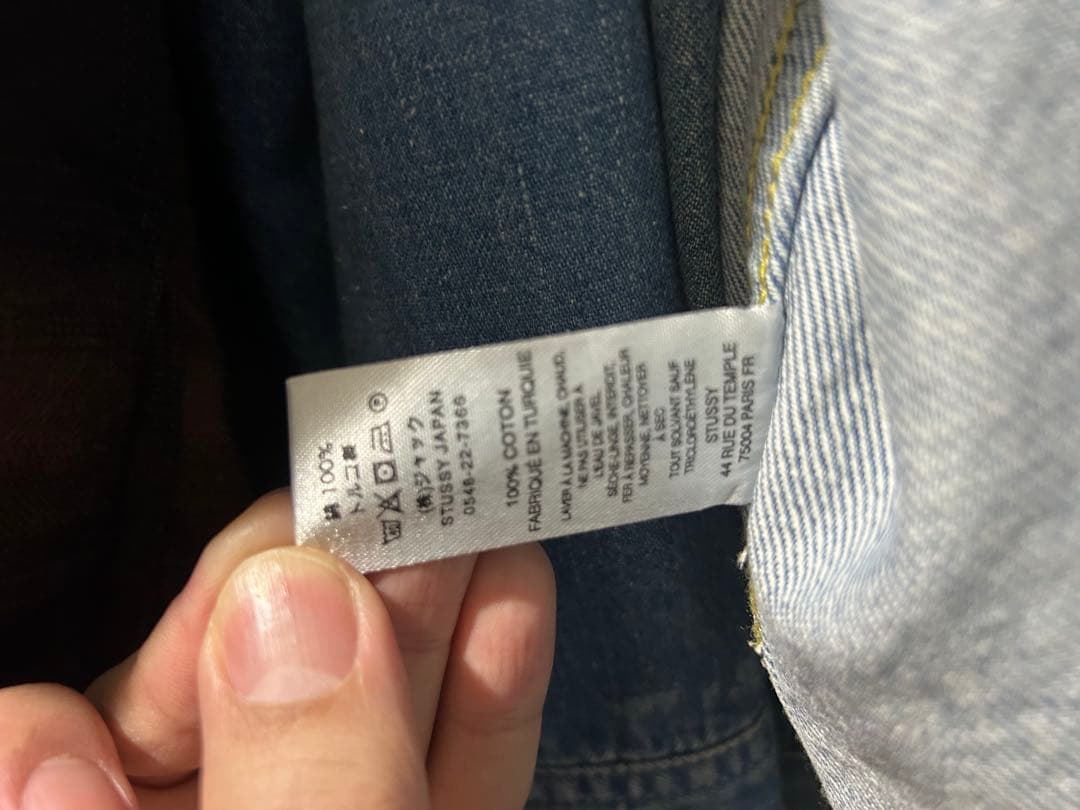 綿 100%
トルコ製
(株)ジャック
STUSSY JAPAN
0548-22-7366
100% COTON
FABRIQUÉ EN TURQUIE
LAVER À LA MACHINE, CHAUD,
NE PAS UTILISER À
L'EAU DE JAVEL,
SÈCHE-LINGE, INTERDIT,
FER À REPASSER, CHALEUR
MOYENNE, NETTOYER
À SEC
TOUT SOLVANT SAUF
TRICLOROÉTHYLÈNE
STUSSY
44 RUE DU TEMPLE
75004 PARIS FR